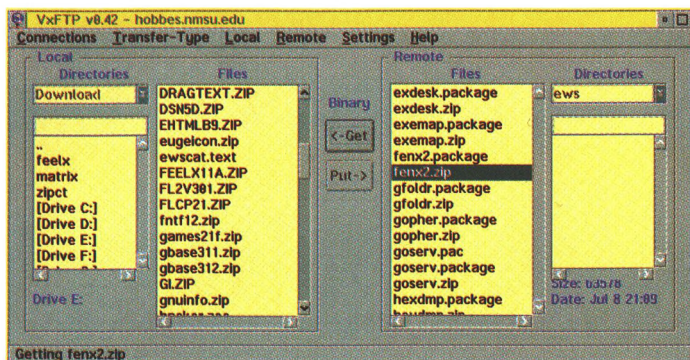 VxFTP v0.42 - hobbes.nmsu.edu
Connections Transfer-Type Local Remote Settings Help
Local
Directories
Files
Download
..
feelx
matrix
zipct
[Drive C:]
[Drive D:]
[Drive E:]
[Drive F:]
Drive E:
DRAGTEXT.ZIP
DSN5D.ZIP
EHTMLB9.ZIP
eugeicon.zip
ewscat.text
FEELX11A.ZIP
FL2V301.ZIP
FLCP21.ZIP
fntf12.zip
games21f.zip
gbase311.zip
gbase312.zip
GI.ZIP
gnuinfo.zip
Binary
<-Get
Put->
Remote
Files
Directories
exdesk.package
exdesk.zip
exemap.package
exemap.zip
fenx2.package
fenx2.zip
gfoldr.package
gfoldr.zip
gopher.package
gopher.zip
goserv.pac
goserv.package
goserv.zip
hexdmp.package
ews
Size: 63578
Date: Jul 8 21:09
Getting fenx2.zip